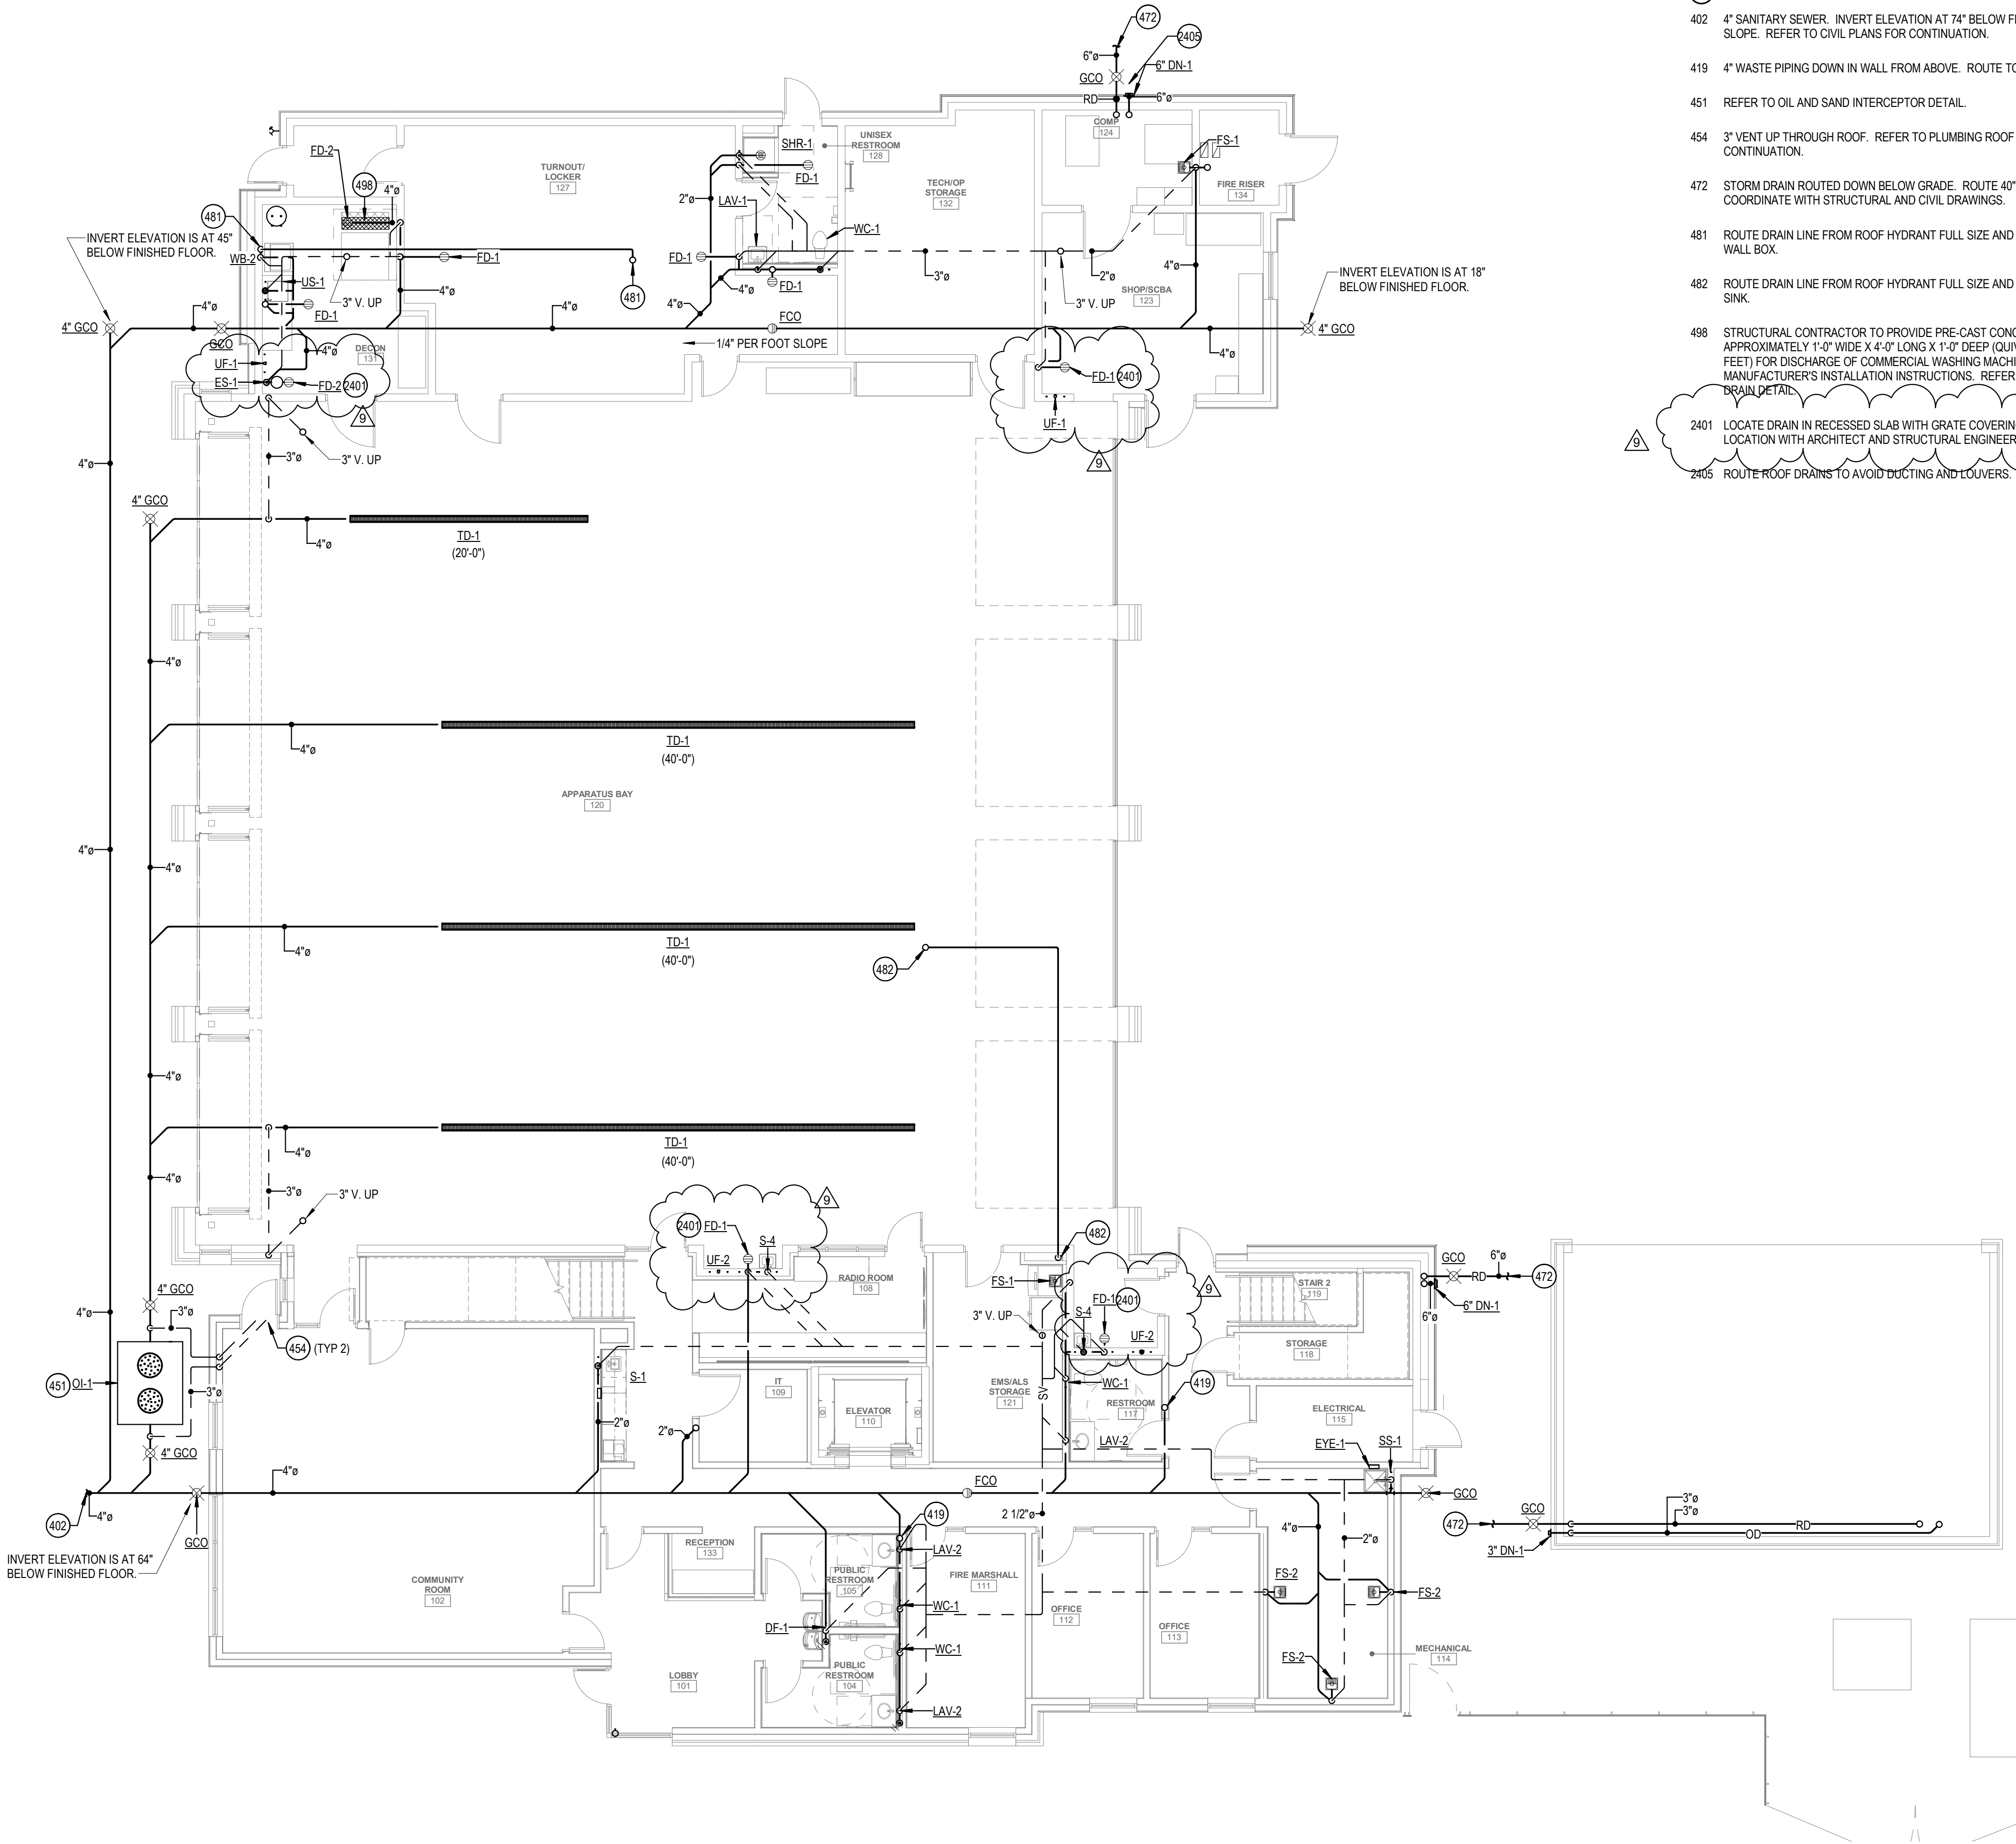 472
2405
6"ø
6" DN-1
GCO
RD
6"ø
COMP
124
FS-1
UNISEX
RESTROOM
128
SHR-1
FD-2
TURNOUT/
LOCKER
127
498
4"ø
FD-1
TECH/OP
STORAGE
132
FIRE RISER
134
2"ø
LAV-1
481
WC-1
INVERT ELEVATION IS AT 45"
BELOW FINISHED FLOOR.
WB-2
FD-1
FD-1
US-1
481
3"ø
2"ø
4"ø
INVERT ELEVATION IS AT 18"
BELOW FINISHED FLOOR.
4"ø
4"ø
FD-1
SHOP/SCBA
123
3" V. UP
3" V. UP
FD-1
4"ø
4"ø
4"ø
FCO
4" GCO
4" GCO
GCO
4"ø
DECON
131
1/4" PER FOOT SLOPE
4"ø
UF-1
ES-1
FD-2
2401
FD-1
2401
9
UF-1
9
3"ø
3" V. UP
4"ø
4" GCO
4"ø
TD-1
(20'-0")
4"ø
4"ø
TD-1
(40'-0")
APPARATUS BAY
120
4"ø
4"ø
4"ø
TD-1
(40'-0")
482
4"ø
4"ø
TD-1
(40'-0")
4"ø
3"ø
3" V. UP
9
2401
FD-1
S-4
UF-2
482
RADIO ROOM
108
FS-1
FD-1
2401
9
S-4
3" V. UP
UF-2
STAIR 2
119
GCO
6"ø
RD
472
6" DN-1
6"ø
4" GCO
3"ø
4"ø
454
(TYP 2)
STORAGE
118
451
OI-1
3"ø
S-1
IT
109
EMS/ALS
STORAGE
121
SV
WC-1
419
ELEVATOR
110
RESTROOM
117
ELECTRICAL
115
2"ø
2"ø
LAV-2
EYE-1
SS-1
4" GCO
4"ø
FCO
GCO
402
4"ø
GCO
419
2 1/2"ø
4"ø
2"ø
472
GCO
3"ø
3"ø
RD
OD
3" DN-1
INVERT ELEVATION IS AT 64"
BELOW FINISHED FLOOR.
RECEPTION
133
LAV-2
PUBLIC
RESTROOM
105
FIRE MARSHALL
111
FS-2
FS-2
COMMUNITY
ROOM
102
WC-1
OFFICE
112
DF-1
OFFICE
113
WC-1
MECHANICAL
114
FS-2
LOBBY
101
PUBLIC
RESTROOM
104
LAV-2
402 4" SANITARY SEWER. INVERT ELEVATION AT 74" BELOW
SLOPE. REFER TO CIVIL PLANS FOR CONTINUATION.
419 4" WASTE PIPING DOWN IN WALL FROM ABOVE. ROUTE
451 REFER TO OIL AND SAND INTERCEPTOR DETAIL.
454 3" VENT UP THROUGH ROOF. REFER TO PLUMBING ROOF
CONTINUATION.
472 STORM DRAIN ROUTED DOWN BELOW GRADE. ROUTE 40"
COORDINATE WITH STRUCTURAL AND CIVIL DRAWINGS.
481 ROUTE DRAIN LINE FROM ROOF HYDRANT FULL SIZE AND
WALL BOX.
482 ROUTE DRAIN LINE FROM ROOF HYDRANT FULL SIZE AND
SINK.
498 STRUCTURAL CONTRACTOR TO PROVIDE PRE-CAST
APPROXIMATELY 1'-0" WIDE X 4'-0" LONG X 1'-0" DEEP
FEET) FOR DISCHARGE OF COMMERCIAL WASHING
MANUFACTURER'S INSTALLATION INSTRUCTIONS. REFER
DRAIN DETAIL.
9
2401 LOCATE DRAIN IN RECESSED SLAB WITH GRATE
LOCATION WITH ARCHITECT AND STRUCTURAL
2405 ROUTE ROOF DRAINS TO AVOID DUCTING AND LOUVERS.